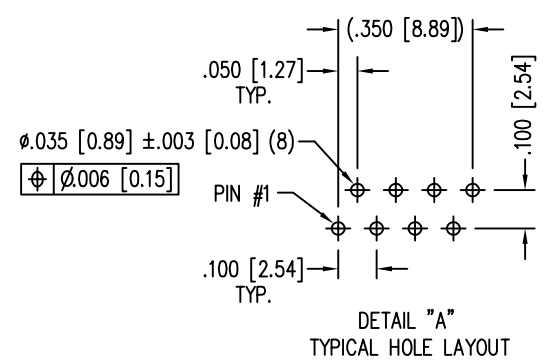 (.350 [8.89])
.050 [1.27]
TYP.
.100 [2.54]
ø.035 [0.89] ±.003 [0.08] (8)
⌖ Ø.006 [0.15]
PIN #1
.100 [2.54]
TYP.
DETAIL "A"
TYPICAL HOLE LAYOUT